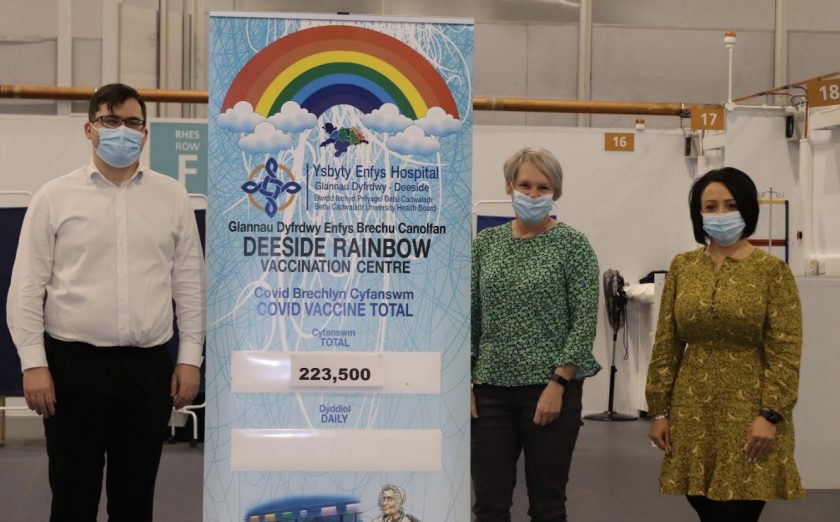 RHES
ROW
F
Ysbyty Enfys Hospital
Glannau Dyfrdwy - Deeside
Bwrdd Iechyd Prifysgol Betsi Cadwaladr
Betsi Cadwaladr University Health Board
Glannau Dyfrdwy Enfys Brechu Canolfan
DEESIDE RAINBOW
VACCINATION CENTRE
Covid Brechlyn Cyfanswm
COVID VACCINE TOTAL
Cyfanswm
TOTAL
223,500
Dyddiol
DAILY
16
17
18